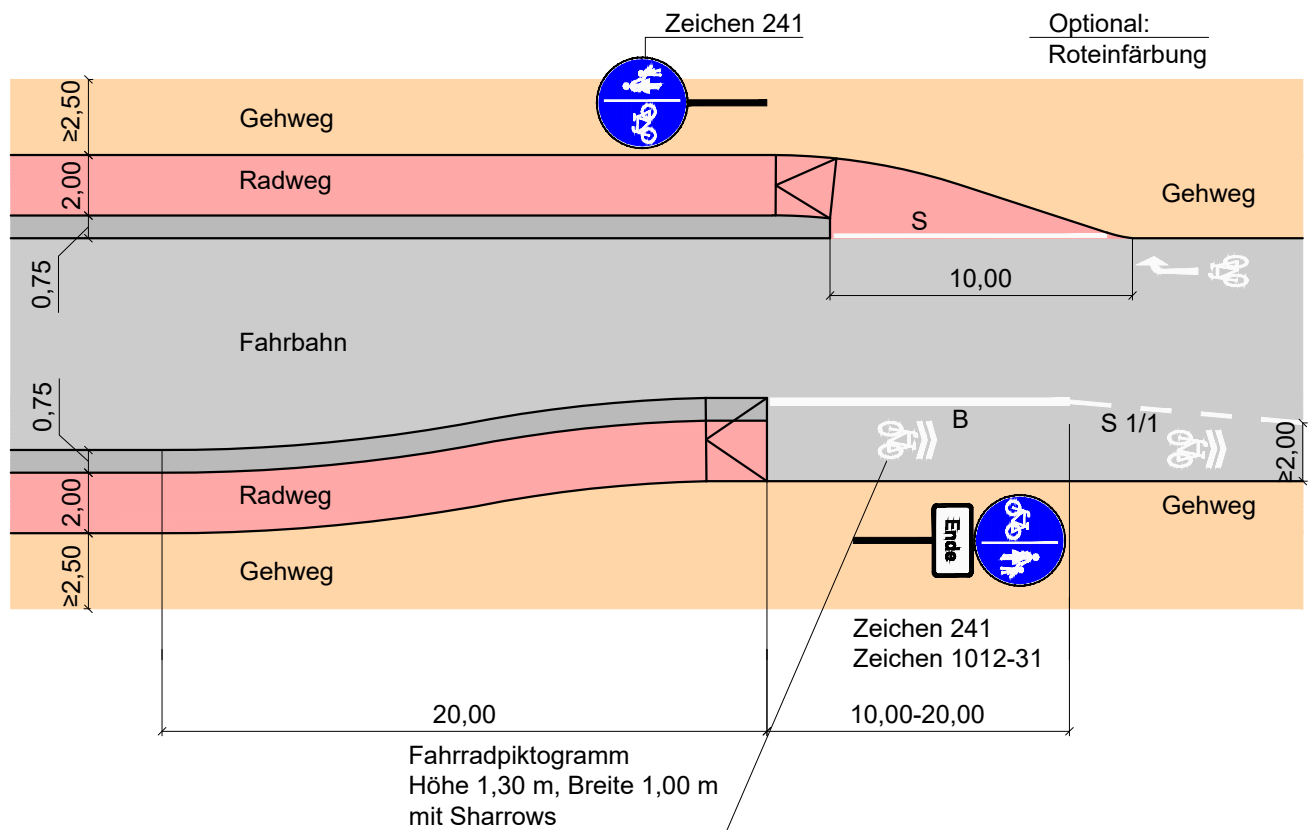 Zeichen 241
Optional:
Roteinfärbung
≥2,50
Gehweg
2,00
Radweg
Gehweg
S
0,75
10,00
Fahrbahn
0,75
B
S 1/1
≥2,00
2,00
Radweg
Gehweg
Ende
≥2,50
Gehweg
Zeichen 241
Zeichen 1012-31
20,00
10,00-20,00
Fahrradpiktogramm
Höhe 1,30 m, Breite 1,00 m
mit Sharrows